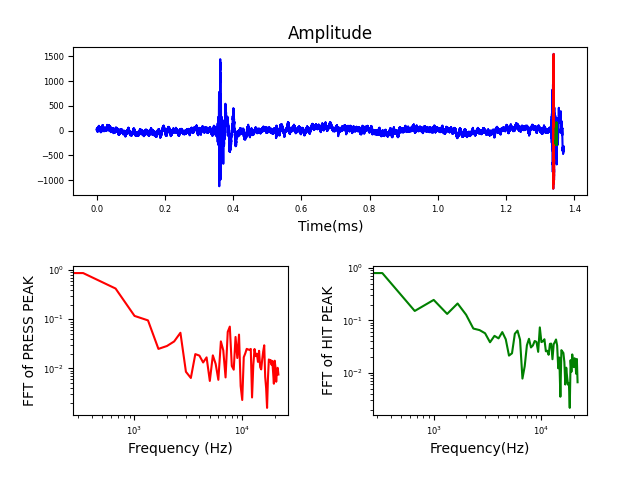 Amplitude
1500
1000
500
0
−500
−1000
0.0 0.2 0.4 0.6 0.8 1.0 1.2 1.4
Time(ms)
FFT of PRESS PEAK
10⁰
10⁻¹
10⁻²
10³ 10⁴
Frequency (Hz)
FFT of HIT PEAK
10⁰
10⁻¹
10⁻²
10³ 10⁴
Frequency(Hz)